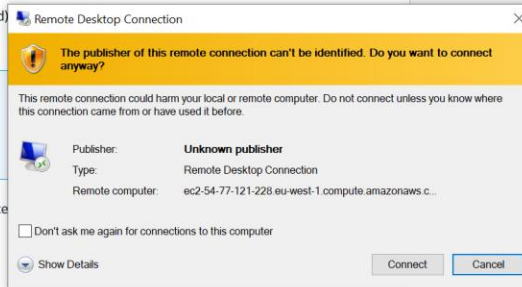 Remote Desktop Connection
The publisher of this remote connection can't be identified. Do you want to connect
anyway?
This remote connection could harm your local or remote computer. Do not connect unless you know where
this connection came from or have used it before.
Publisher: Unknown publisher
Type: Remote Desktop Connection
Remote computer: ec2-54-77-121-228.eu-west-1.compute.amazonaws.c...
Don't ask me again for connections to this computer
Show Details Connect Cancel